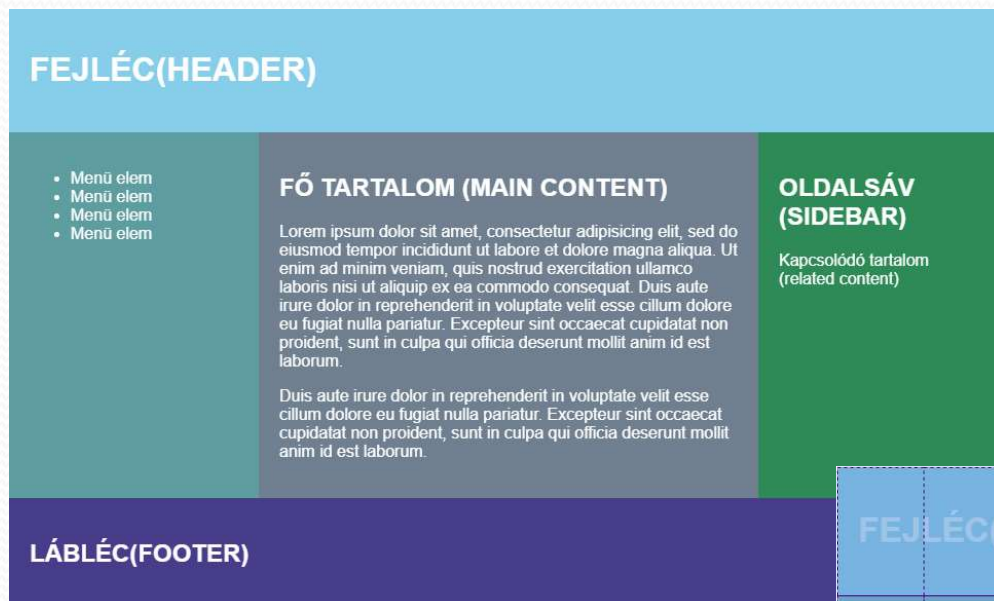 FEJLÉC(HEADER)
Menü elem
Menü elem
Menü elem
Menü elem
FŐ TARTALOM (MAIN CONTENT)
Lorem ipsum dolor sit amet, consectetur adipisicing elit, sed do
eiusmod tempor incididunt ut labore et dolore magna aliqua. Ut
enim ad minim veniam, quis nostrud exercitation ullamco
laboris nisi ut aliquip ex ea commodo consequat. Duis aute
irure dolor in reprehenderit in voluptate velit esse cillum dolore
eu fugiat nulla pariatur. Excepteur sint occaecat cupidatat non
proident, sunt in culpa qui officia deserunt mollit anim id est
laborum.
Duis aute irure dolor in reprehenderit in voluptate velit esse
cillum dolore eu fugiat nulla pariatur. Excepteur sint occaecat
cupidatat non proident, sunt in culpa qui officia deserunt mollit
anim id est laborum.
OLDALSÁV
(SIDEBAR)
Kapcsolódó tartalom
(related content)
LÁBLÉC(FOOTER)
FEJLÉC(